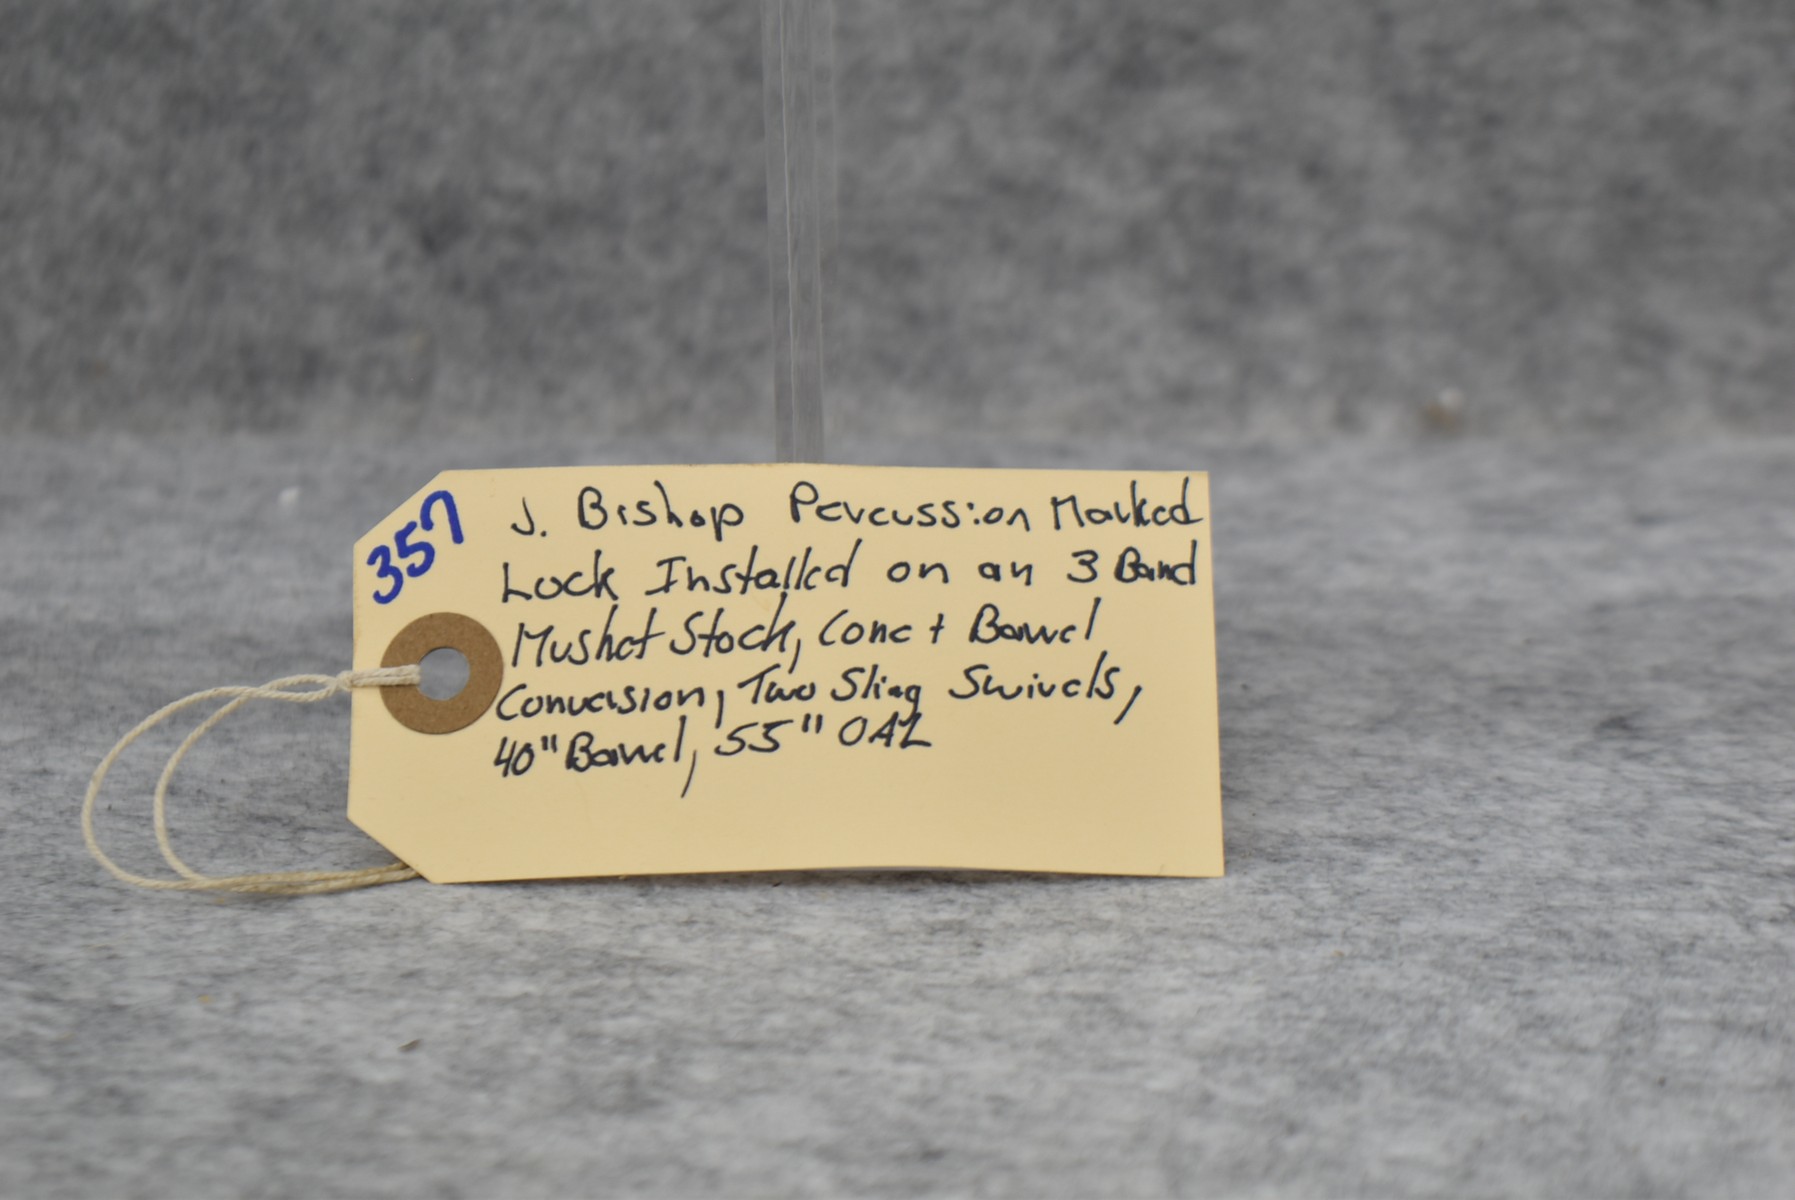 357
J. Bishop Percussion Marked
Lock Installed on an 3 Band
Musket Stock, Cone + Barrel
Conversion, Two Sling Swivels,
40" Barrel, 55" OAL